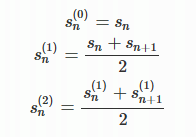 s_n^{(0)} = s_n
s_n^{(1)} = \frac{s_n + s_{n+1}}{2}
s_n^{(2)} = \frac{s_n^{(1)} + s_{n+1}^{(1)}}{2}